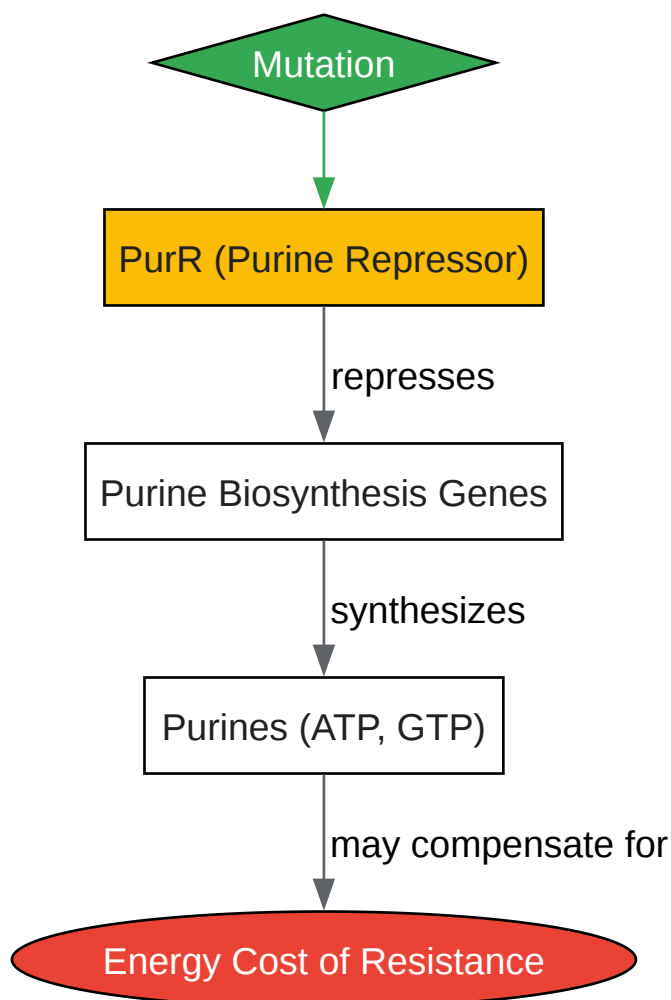 Mutation
PurR (Purine Repressor)
represses
Purine Biosynthesis Genes
synthesizes
Purines (ATP, GTP)
may compensate for
Energy Cost of Resistance